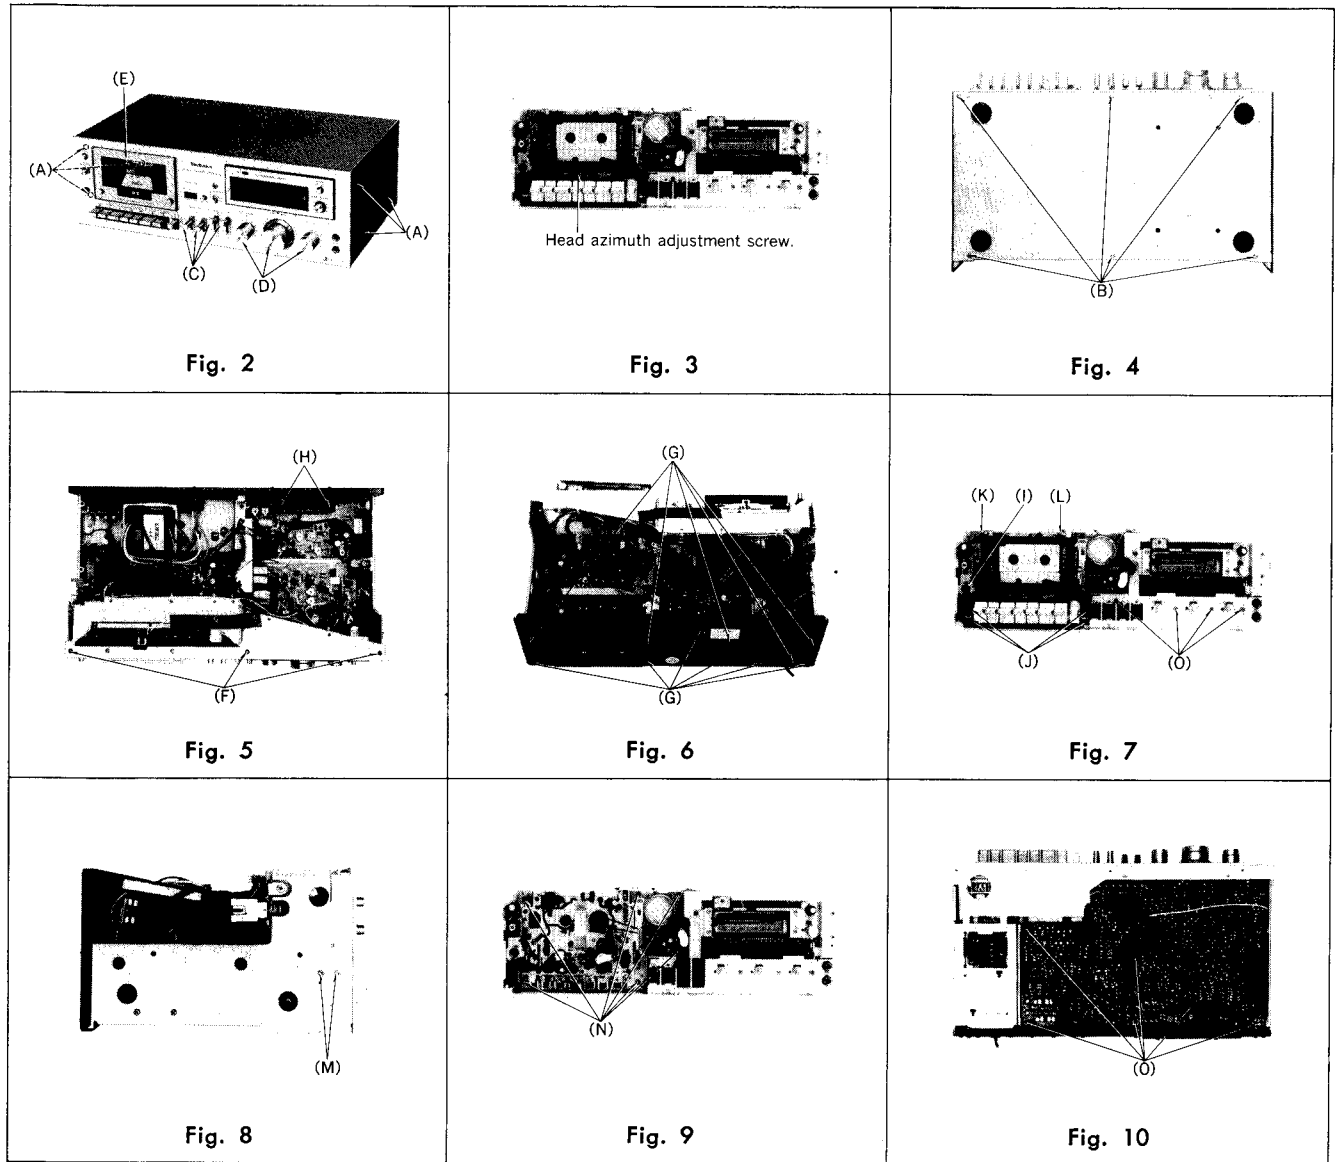 (E)
(A)
(A)
(C)
(D)
Fig. 2
Head azimuth adjustment screw.
Fig. 3
(B)
Fig. 4
(H)
(F)
Fig. 5
(G)
(G)
Fig. 6
(K)
(I)
(L)
(J)
(O)
Fig. 7
(M)
Fig. 8
(N)
Fig. 9
(O)
Fig. 10